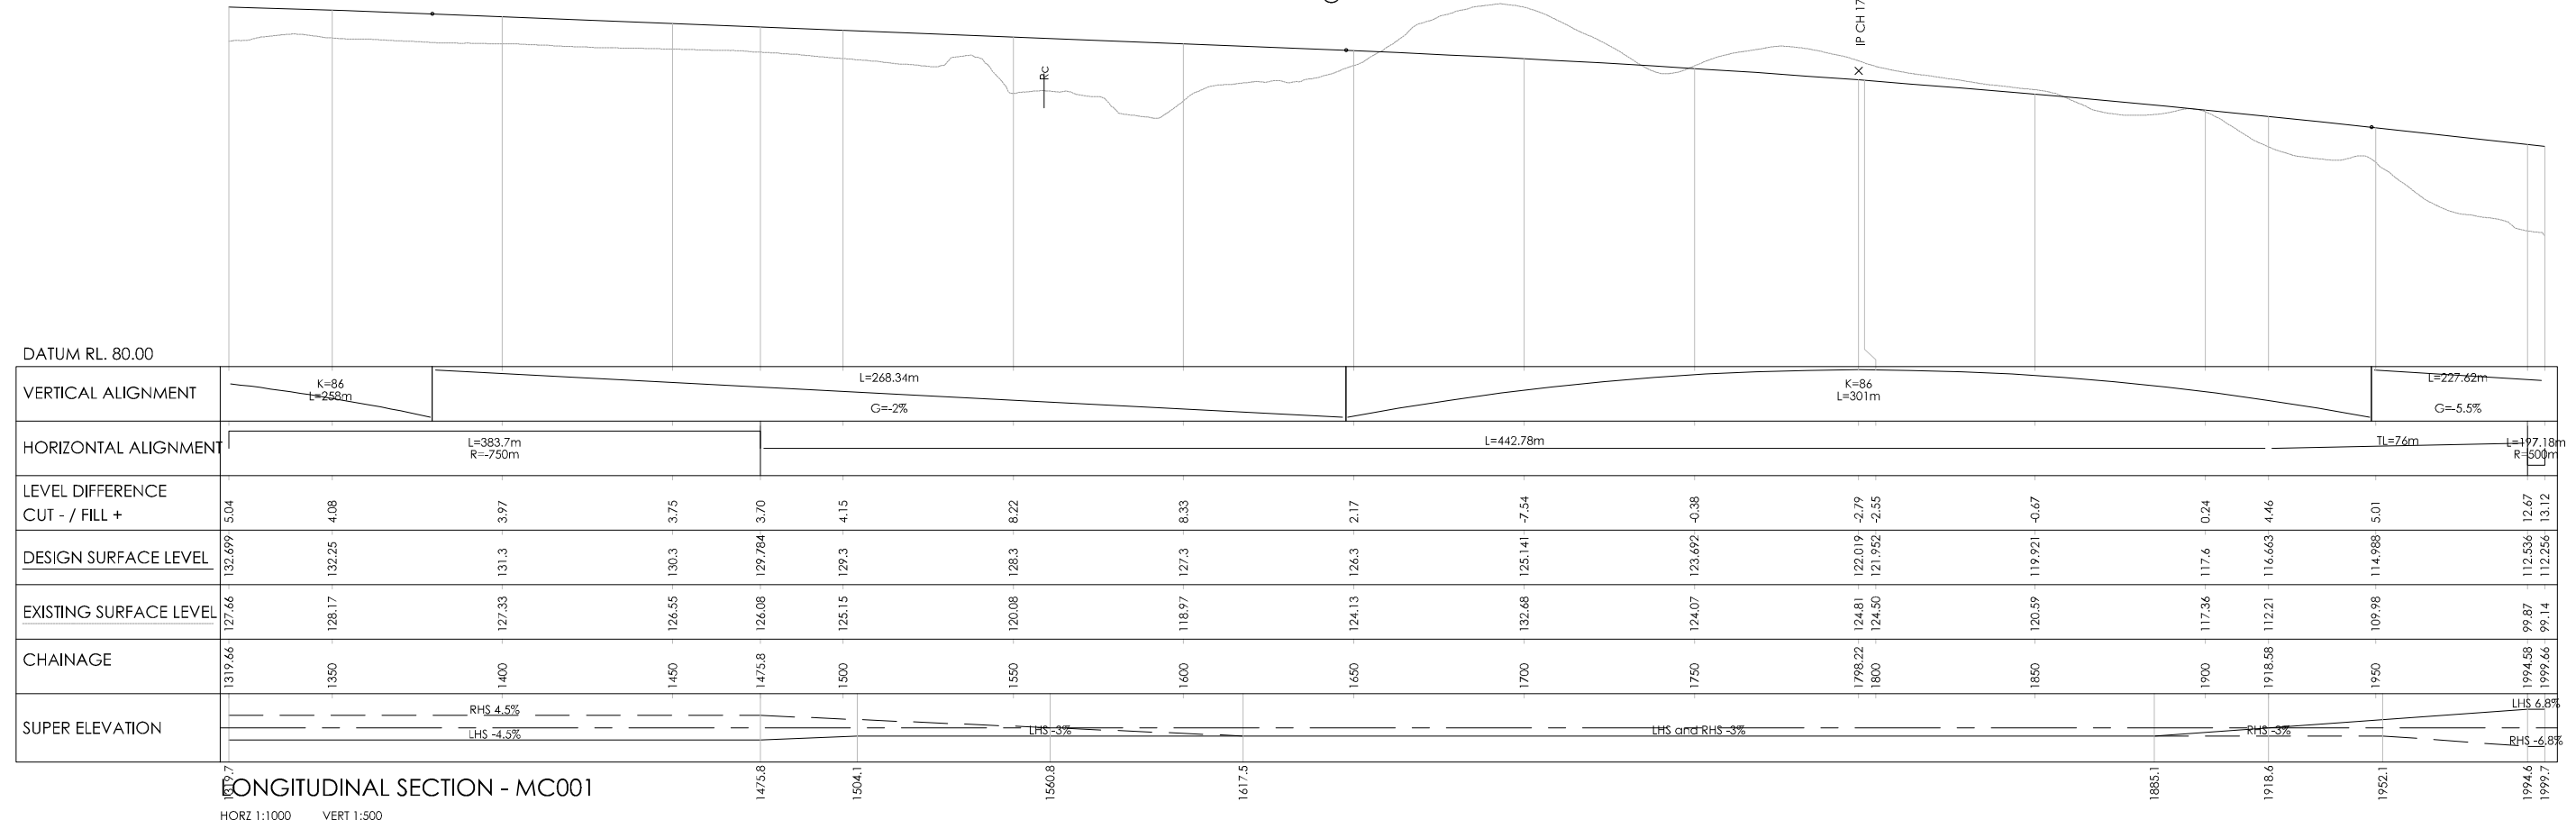 IP CH 17
RC
DATUM RL. 80.00
VERTICAL ALIGNMENT
K=86
L=258m
L=268.34m
G=-2%
K=86
L=301m
L=227.62m
G=-5.5%
HORIZONTAL ALIGNMENT
L=383.7m
R=-750m
L=442.78m
TL=76m
L=197.18m
R=500m
LEVEL DIFFERENCE
CUT - / FILL +
5.04 4.08 3.97 3.75 3.70 4.15 8.22 8.33 2.17 -7.54 -0.38 -2.79 -2.55 -0.67 0.24 4.46 5.01 12.67 13.12
DESIGN SURFACE LEVEL
132.699 132.25 131.3 130.3 129.784 129.3 128.3 127.3 126.3 125.141 123.692 122.019 121.952 119.921 117.6 116.663 114.988 112.536 112.256
EXISTING SURFACE LEVEL
127.66 128.17 127.33 126.55 126.08 125.15 120.08 118.97 124.13 132.68 124.07 124.81 124.50 120.59 117.36 112.21 109.98 99.87 99.14
CHAINAGE
1319.66 1350 1400 1450 1475.8 1500 1550 1600 1650 1700 1750 1798.22 1800 1850 1900 1918.58 1950 1994.58 1999.66
SUPER ELEVATION
RHS 4.5%
LHS -4.5%
LHS -3%
LHS and RHS -3%
RHS -3%
LHS 6.8%
RHS -6.8%
1319.7 1475.8 1504.1 1560.8 1617.5 1885.1 1918.6 1952.1 1994.6 1999.7
LONGITUDINAL SECTION - MC001
HORZ 1:1000 VERT 1:500